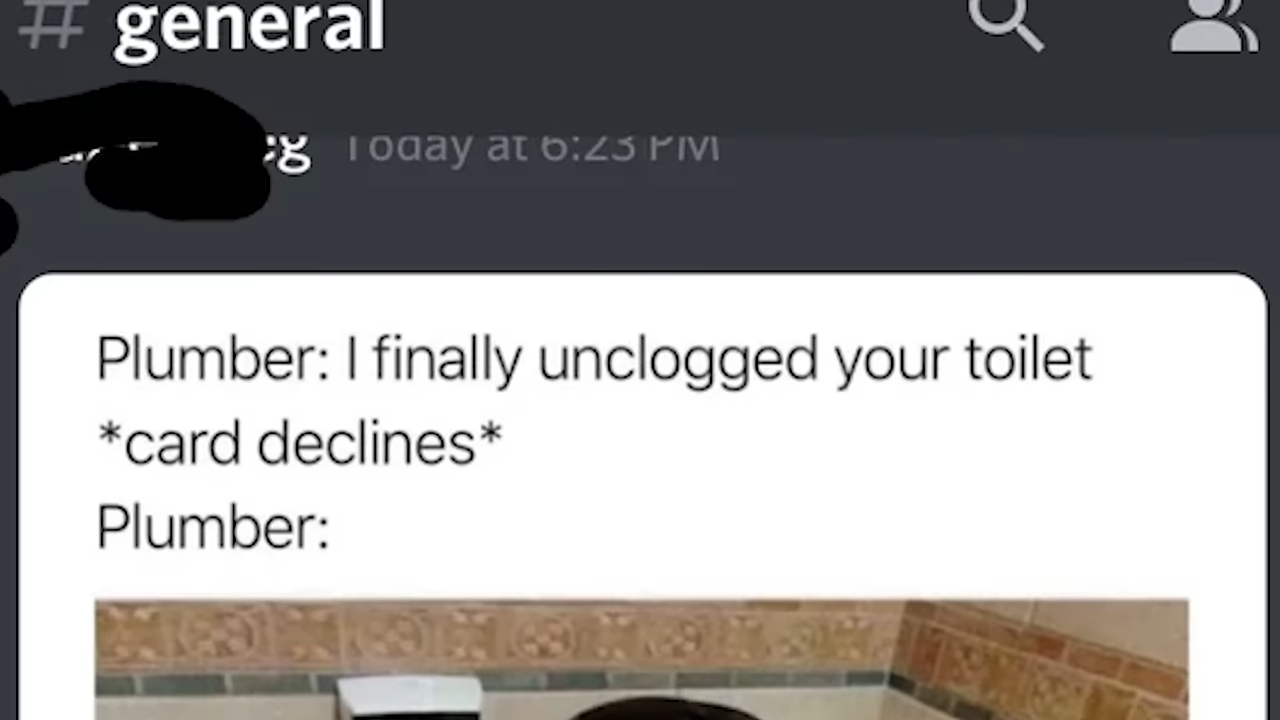 # general
Today at 6:23 PM
Plumber: I finally unclogged your toilet
*card declines*
Plumber: